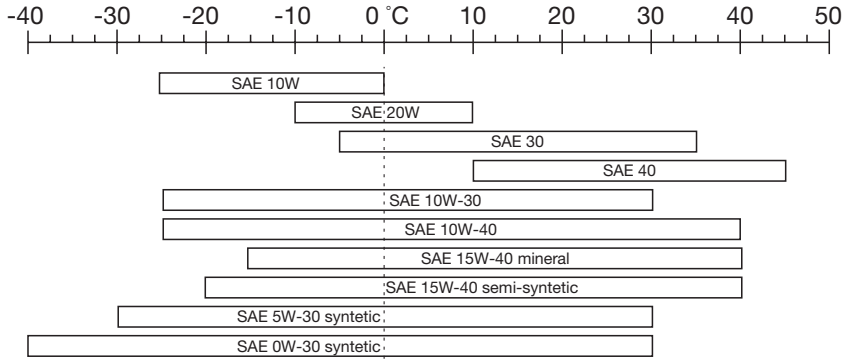 -40 -30 -20 -10 0 °C 10 20 30 40 50
SAE 10W
SAE 20W
SAE 30
SAE 40
SAE 10W-30
SAE 10W-40
SAE 15W-40 mineral
SAE 15W-40 semi-syntetic
SAE 5W-30 syntetic
SAE 0W-30 syntetic